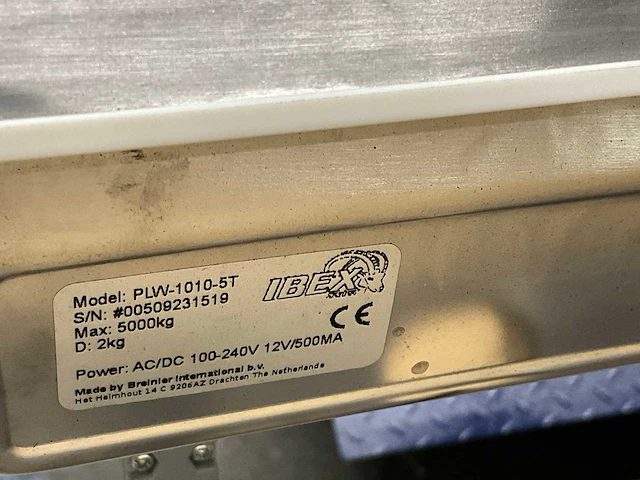 Model: PLW-1010-5T
S/N: #00509231519
Max: 5000kg
D: 2kg
IBEX
CE
Power: AC/DC 100-240V 12V/500MA
Made by Breinier International b.v.
Het Helmhout 14 C 9206AZ Drachten The Netherlands